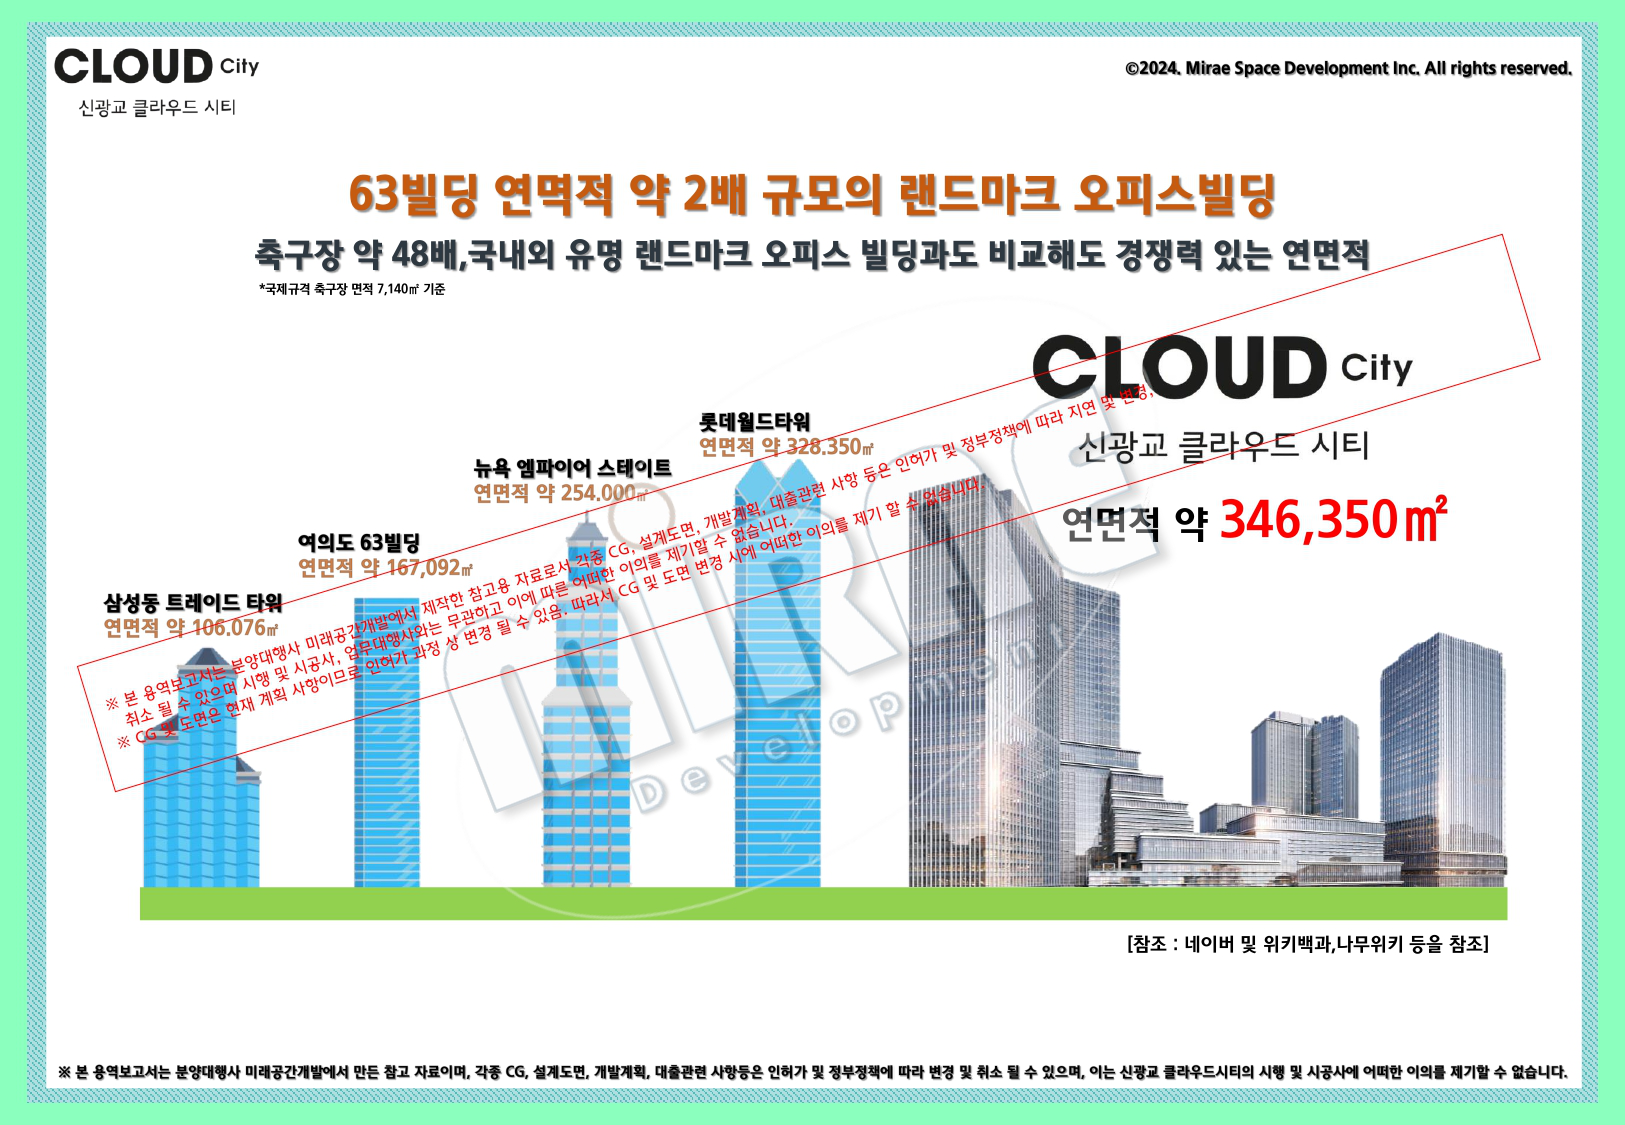 CLOUD City
신광교 클라우드 시티
©2024. Mirae Space Development Inc. All rights reserved.
63빌딩 연면적 약 2배 규모의 랜드마크 오피스빌딩
축구장 약 48배,국내외 유명 랜드마크 오피스 빌딩과도 비교해도 경쟁력 있는 연면적
*국제규격 축구장 면적 7,140㎡ 기준
CLOUD City
신광교 클라우드 시티
연면적 약 346,350㎡
롯데월드타워
연면적 약 328.350㎡
뉴욕 엠파이어 스테이트
연면적 약 254.000㎡
여의도 63빌딩
연면적 약 167,092㎡
삼성동 트레이드 타워
연면적 약 106.076㎡
※ 본 용역보고서는 분양대행사 미래공간개발에서 제작한 참고용 자료로서 각종 CG, 설계도면, 개발계획, 대출관련 사항 등은 인허가 및 정부정책에 따라 지연 및 변경,
취소 될 수 있으며 시행 및 시공사, 업무대행사와는 무관하고 이에 따른 어떠한 이의를 제기할 수 없습니다.
※ CG 및 도면은 현재 계획 사항이므로 인허가 과정 상 변경 될 수 있음. 따라서 CG 및 도면 변경 시에 어떠한 이의를 제기 할 수 없습니다.
MiRAE
Development
[참조 : 네이버 및 위키백과,나무위키 등을 참조]
※ 본 용역보고서는 분양대행사 미래공간개발에서 만든 참고 자료이며, 각종 CG, 설계도면, 개발계획, 대출관련 사항등은 인허가 및 정부정책에 따라 변경 및 취소 될 수 있으며, 이는 신광교 클라우드시티의 시행 및 시공사에 어떠한 이의를 제기할 수 없습니다.